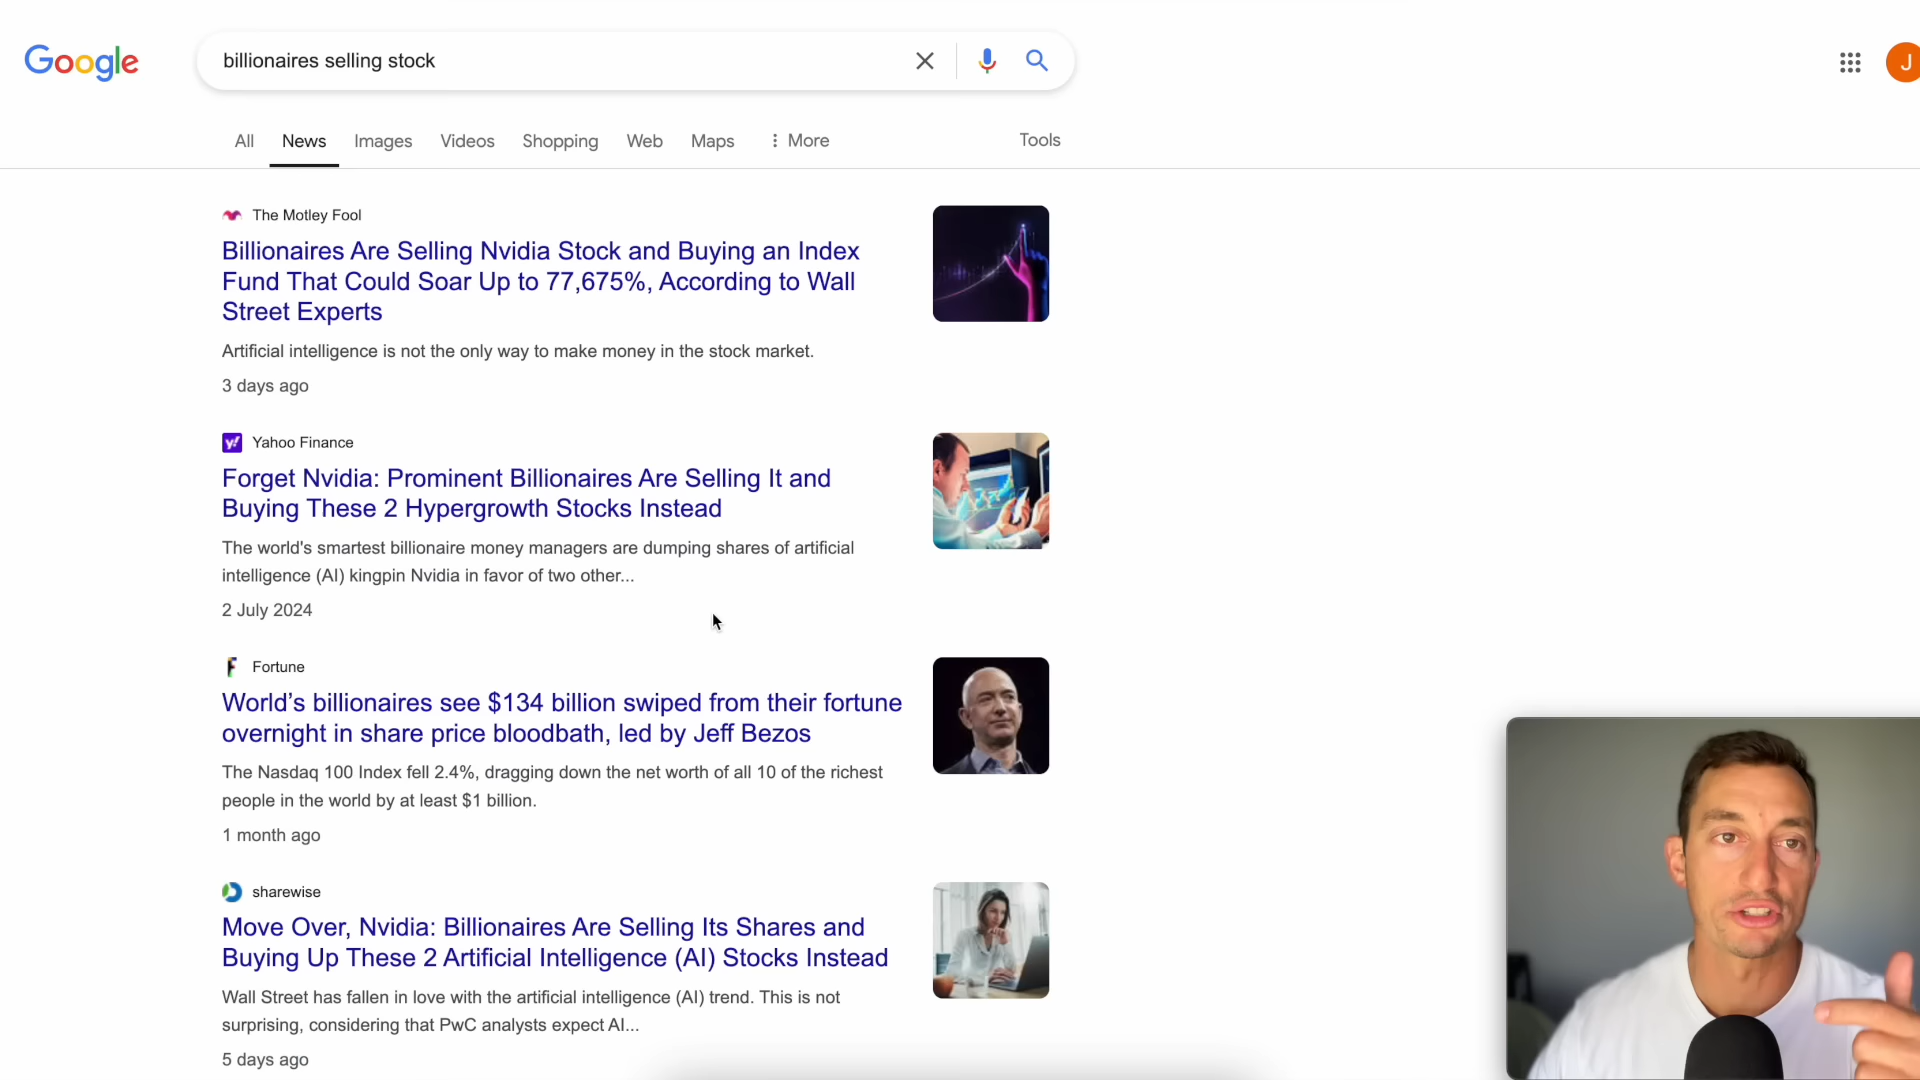 Google
billionaires selling stock
J
All News Images Videos Shopping Web Maps More Tools
The Motley Fool
Billionaires Are Selling Nvidia Stock and Buying an Index
Fund That Could Soar Up to 77,675%, According to Wall
Street Experts
Artificial intelligence is not the only way to make money in the stock market.
3 days ago
y! Yahoo Finance
Forget Nvidia: Prominent Billionaires Are Selling It and
Buying These 2 Hypergrowth Stocks Instead
The world's smartest billionaire money managers are dumping shares of artificial
intelligence (AI) kingpin Nvidia in favor of two other...
2 July 2024
F Fortune
World’s billionaires see $134 billion swiped from their fortune
overnight in share price bloodbath, led by Jeff Bezos
The Nasdaq 100 Index fell 2.4%, dragging down the net worth of all 10 of the richest
people in the world by at least $1 billion.
1 month ago
sharewise
Move Over, Nvidia: Billionaires Are Selling Its Shares and
Buying Up These 2 Artificial Intelligence (AI) Stocks Instead
Wall Street has fallen in love with the artificial intelligence (AI) trend. This is not
surprising, considering that PwC analysts expect AI...
5 days ago